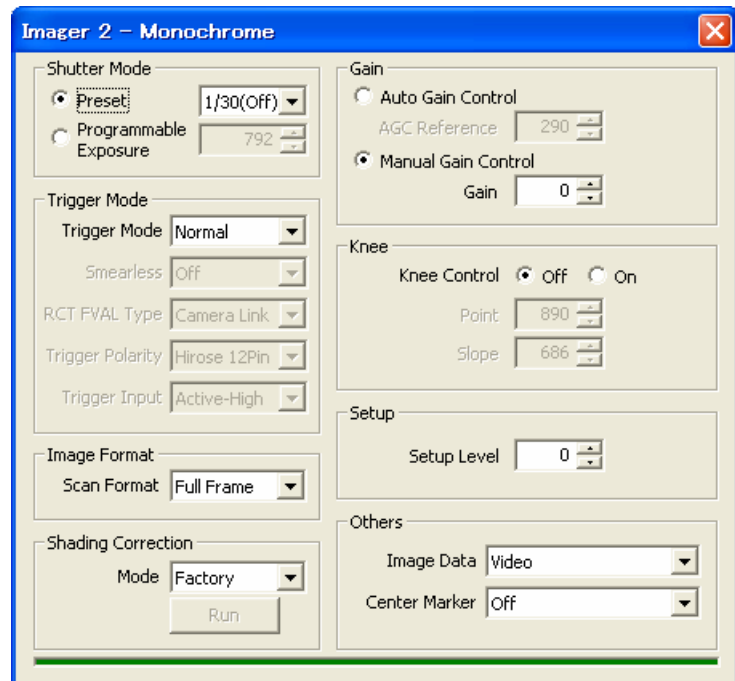 Imager 2 - Monochrome
Shutter Mode
Preset 1/30(Off)
Programmable Exposure 792
Trigger Mode
Trigger Mode Normal
Smearless Off
RCT FVAL Type Camera Link
Trigger Polarity Hirose 12Pin
Trigger Input Active-High
Image Format
Scan Format Full Frame
Shading Correction
Mode Factory
Run
Gain
Auto Gain Control
AGC Reference 290
Manual Gain Control
Gain 0
Knee
Knee Control Off On
Point 890
Slope 686
Setup
Setup Level 0
Others
Image Data Video
Center Marker Off